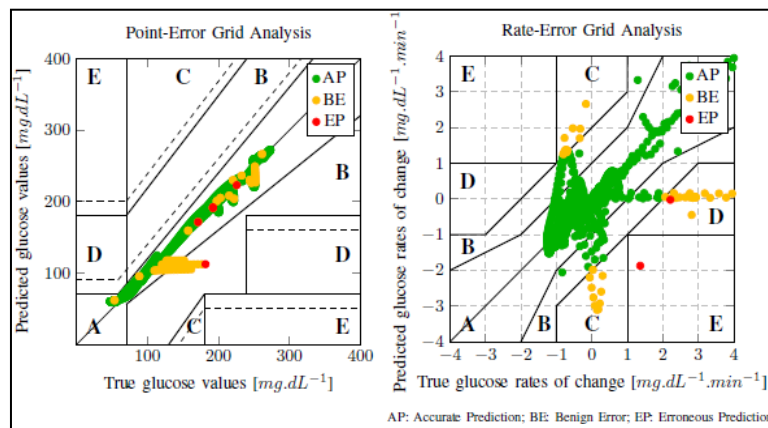 Point-Error Grid Analysis
Predicted glucose values [mg.dL⁻¹]
400
300
200
100
E C B
B
D
D
A C E
AP
BE
EP
100 200 300 400
True glucose values [mg.dL⁻¹]
Rate-Error Grid Analysis
Predicted glucose rates of change [mg.dL⁻¹.min⁻¹]
4
3
2
1
0
−1
−2
−3
−4
E C
D
B
D
A B C E
AP
BE
EP
−4 −3 −2 −1 0 1 2 3 4
True glucose rates of change [mg.dL⁻¹.min⁻¹]
AP: Accurate Prediction; BE: Benign Error; EP: Erroneous Prediction